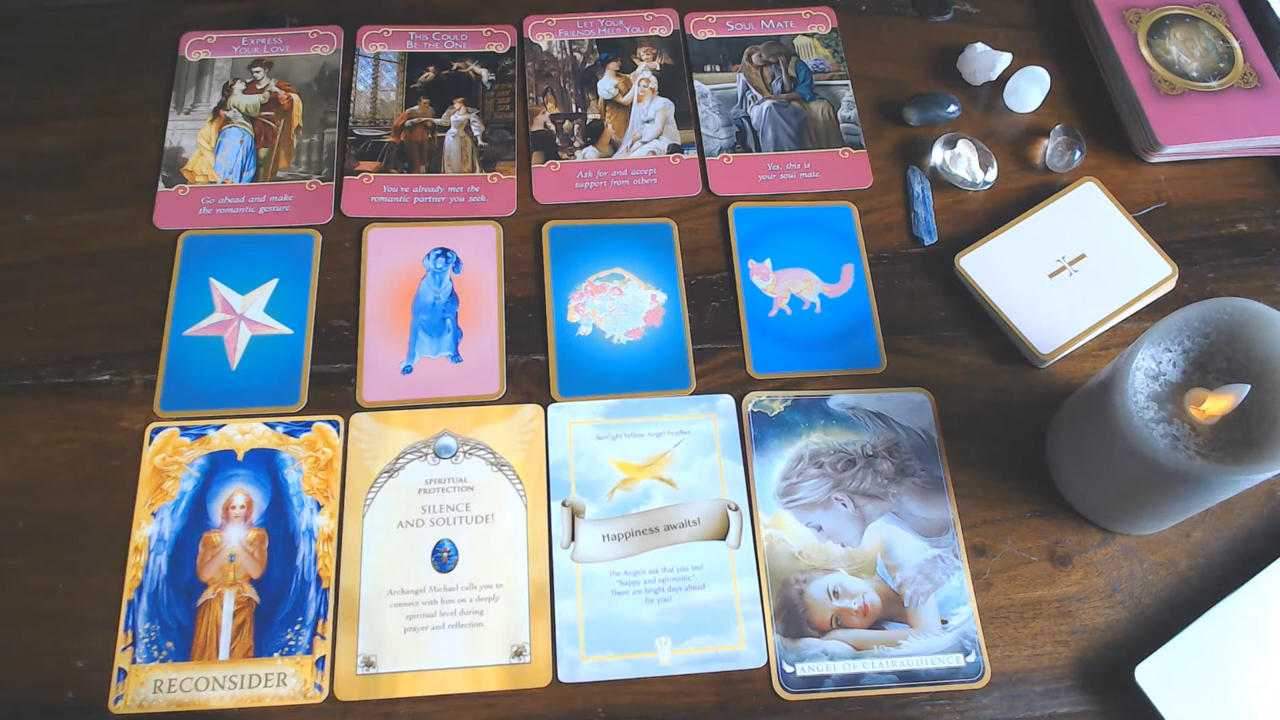 EXPRESS
YOUR LOVE
Go ahead and make
the romantic gesture.
THIS COULD
BE THE ONE
You've already met the
romantic partner you seek.
LET YOUR
FRIENDS HELP YOU
Ask for and accept
support from others.
SOUL MATE
Yes, this is
your soul mate.
RECONSIDER
SPIRITUAL
PROTECTION
SILENCE
AND SOLITUDE!
Archangel Michael calls you to
connect with him on a deeply
spiritual level during
prayer and reflection.
Sunlight Yellow Angel Feather
Happiness awaits!
The Angels ask that you feel
"happy and optimistic".
There are bright days ahead
for you!
10
ANGEL OF CLAIRAUDIENCE